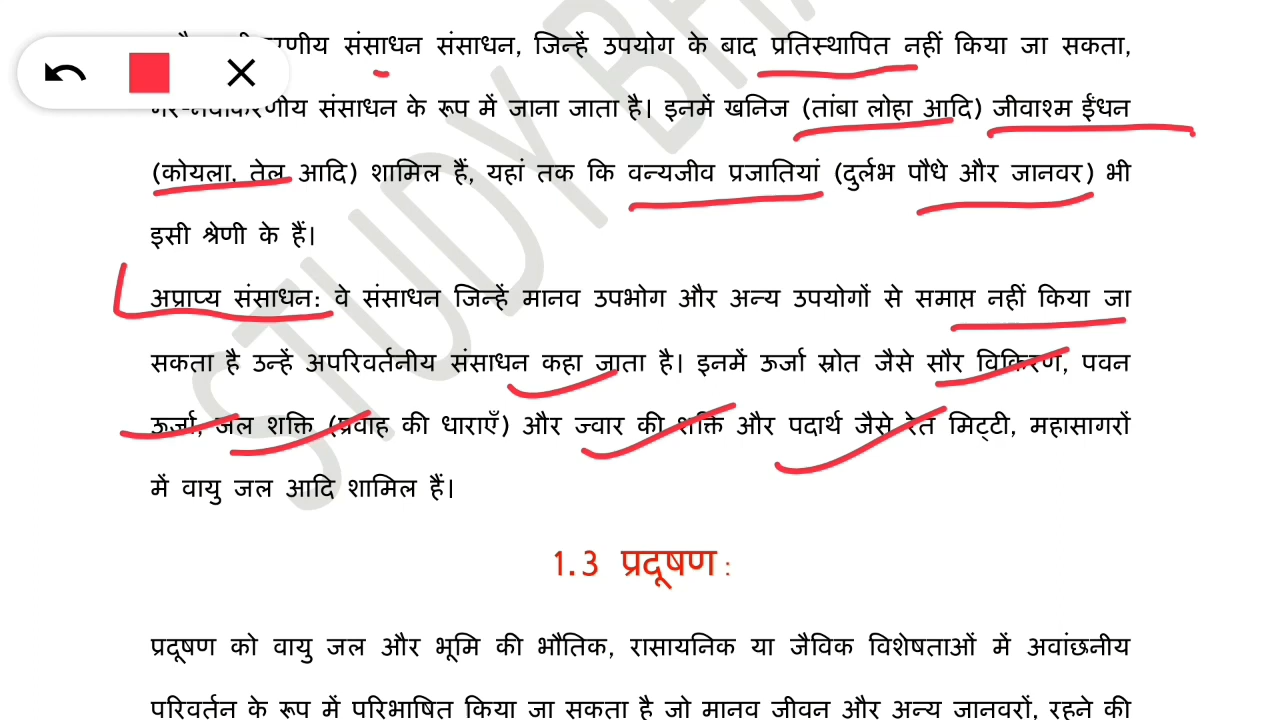 संसाधन संसाधन, जिन्हें उपयोग के बाद प्रतिस्थापित नहीं किया जा सकता,
गैर-नवीकरणीय संसाधन के रूप में जाना जाता है। इनमें खनिज (तांबा लोहा आदि) जीवाश्म ईंधन
(कोयला, तेल आदि) शामिल हैं, यहां तक कि वन्यजीव प्रजातियां (दुर्लभ पौधे और जानवर) भी
इसी श्रेणी के हैं।
अप्राप्य संसाधन: वे संसाधन जिन्हें मानव उपभोग और अन्य उपयोगों से समाप्त नहीं किया जा
सकता है उन्हें अपरिवर्तनीय संसाधन कहा जाता है। इनमें ऊर्जा स्रोत जैसे सौर विकिरण, पवन
ऊर्जा, जल शक्ति (प्रवाह की धाराएँ) और ज्वार की शक्ति और पदार्थ जैसे रेत मिट्टी, महासागरों
में वायु जल आदि शामिल हैं।
1.3 प्रदूषण :
प्रदूषण को वायु जल और भूमि की भौतिक, रासायनिक या जैविक विशेषताओं में अवांछनीय
परिवर्तन के रूप में परिभाषित किया जा सकता है जो मानव जीवन और अन्य जानवरों, रहने की
STUDY